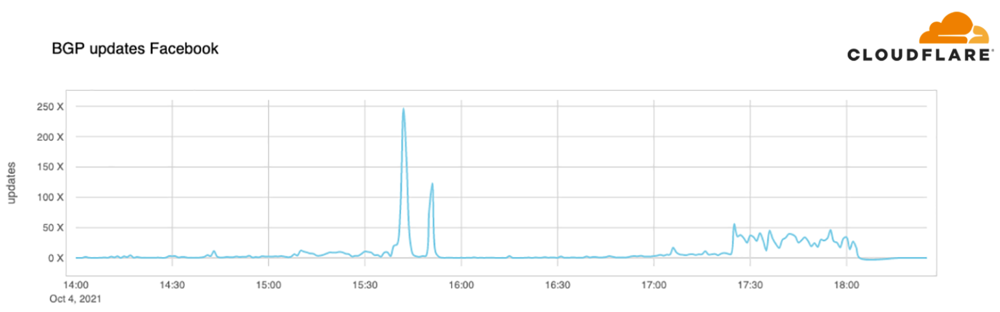 CLOUDFLARE
BGP updates Facebook
250 X
200 X
150 X
100 X
50 X
0 X
updates
14:00 14:30 15:00 15:30 16:00 16:30 17:00 17:30 18:00
Oct 4, 2021